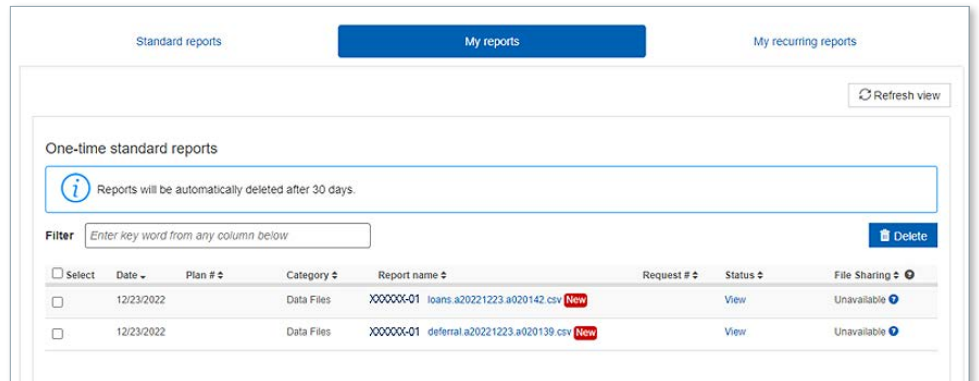 Standard reports My reports My recurring reports
Refresh view
One-time standard reports
Reports will be automatically deleted after 30 days.
Filter Enter key word from any column below Delete
Select Date Plan # Category Report name Request # Status File Sharing
12/23/2022 Data Files XXXXXX-01 loans.a20221223.a020142.csv New View Unavailable
12/23/2022 Data Files XXXXXX-01 deferral.a20221223.a020139.csv New View Unavailable